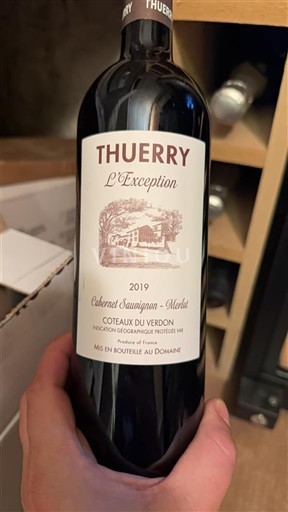 THUERRY
THUERRY
L'Exception
VINIOU
2019
Cabernet Sauvignon - Merlot
COTEAUX DU VERDON
INDICATION GÉOGRAPHIQUE PROTÉGÉE VAR
Produce of France
MIS EN BOUTEILLE AU DOMAINE